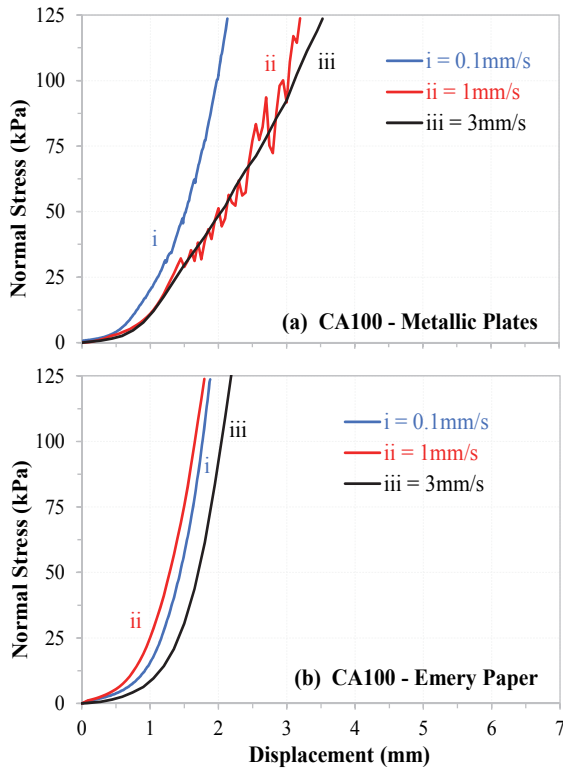 125
100
75
50
25
0
Normal Stress (kPa)
i
ii
iii
i = 0.1mm/s
ii = 1mm/s
iii = 3mm/s
(a) CA100 - Metallic Plates
125
100
75
50
25
0
Normal Stress (kPa)
ii
i
iii
i = 0.1mm/s
ii = 1mm/s
iii = 3mm/s
(b) CA100 - Emery Paper
0 1 2 3 4 5 6 7
Displacement (mm)